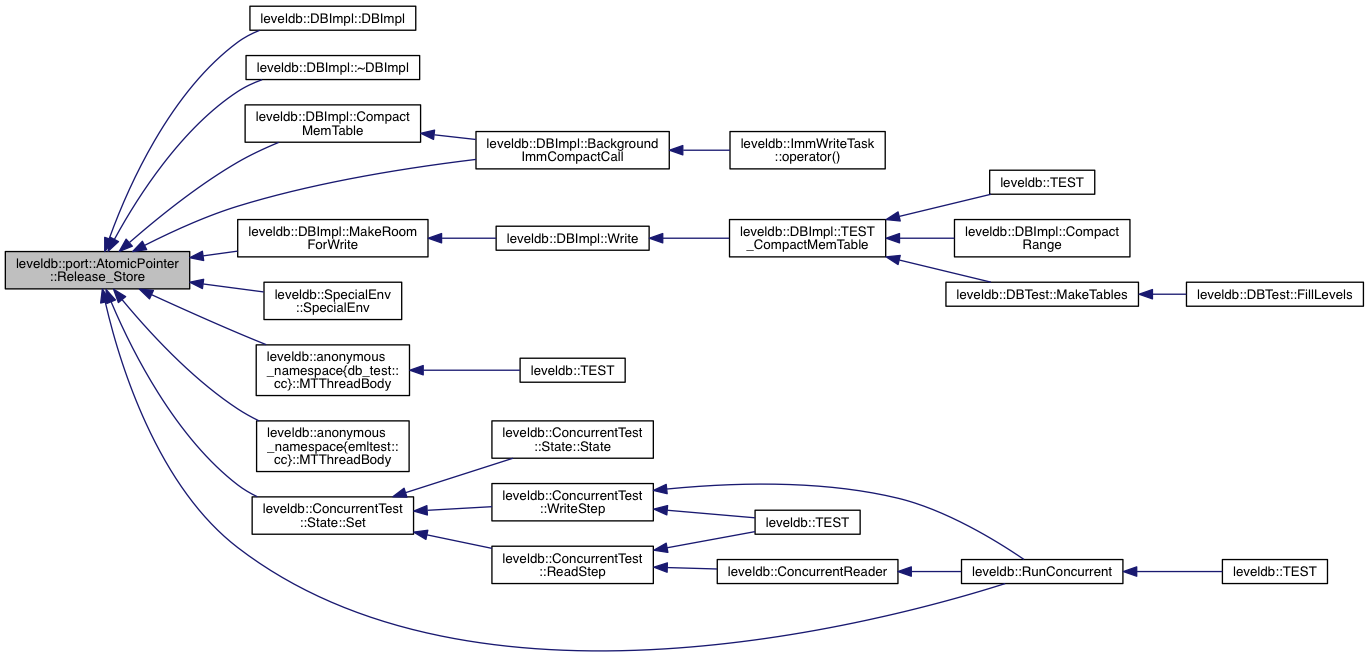 leveldb::DBImpl::DBImpl
leveldb::DBImpl::~DBImpl
leveldb::DBImpl::Compact
MemTable
leveldb::DBImpl::Background
ImmCompactCall
leveldb::ImmWriteTask
::operator()
leveldb::TEST
leveldb::DBImpl::MakeRoom
ForWrite
leveldb::DBImpl::Write
leveldb::DBImpl::TEST
_CompactMemTable
leveldb::DBImpl::Compact
Range
leveldb::port::AtomicPointer
::Release_Store
leveldb::SpecialEnv
::SpecialEnv
leveldb::DBTest::MakeTables
leveldb::DBTest::FillLevels
leveldb::anonymous
_namespace{db_test::
cc}::MTThreadBody
leveldb::TEST
leveldb::anonymous
_namespace{emltest::
cc}::MTThreadBody
leveldb::ConcurrentTest
::State::State
leveldb::ConcurrentTest
::State::Set
leveldb::ConcurrentTest
::WriteStep
leveldb::TEST
leveldb::ConcurrentTest
::ReadStep
leveldb::ConcurrentReader
leveldb::RunConcurrent
leveldb::TEST